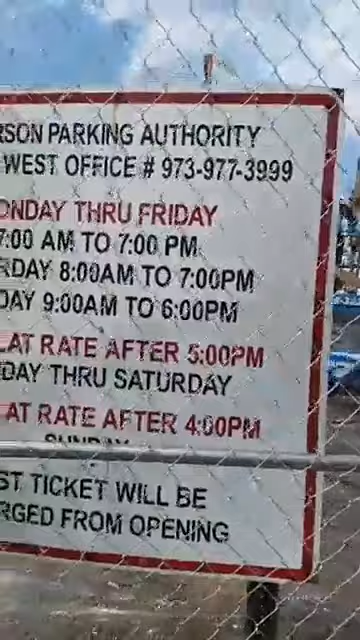 RSON PARKING AUTHORITY
WEST OFFICE # 973-977-3999
ONDAY THRU FRIDAY
7:00 AM TO 7:00 PM
RDAY 8:00AM TO 7:00PM
DAY 9:00AM TO 6:00PM
LAT RATE AFTER 5:00PM
DAY THRU SATURDAY
AT RATE AFTER 4:00PM
SUNDAY
ST TICKET WILL BE
RGED FROM OPENING